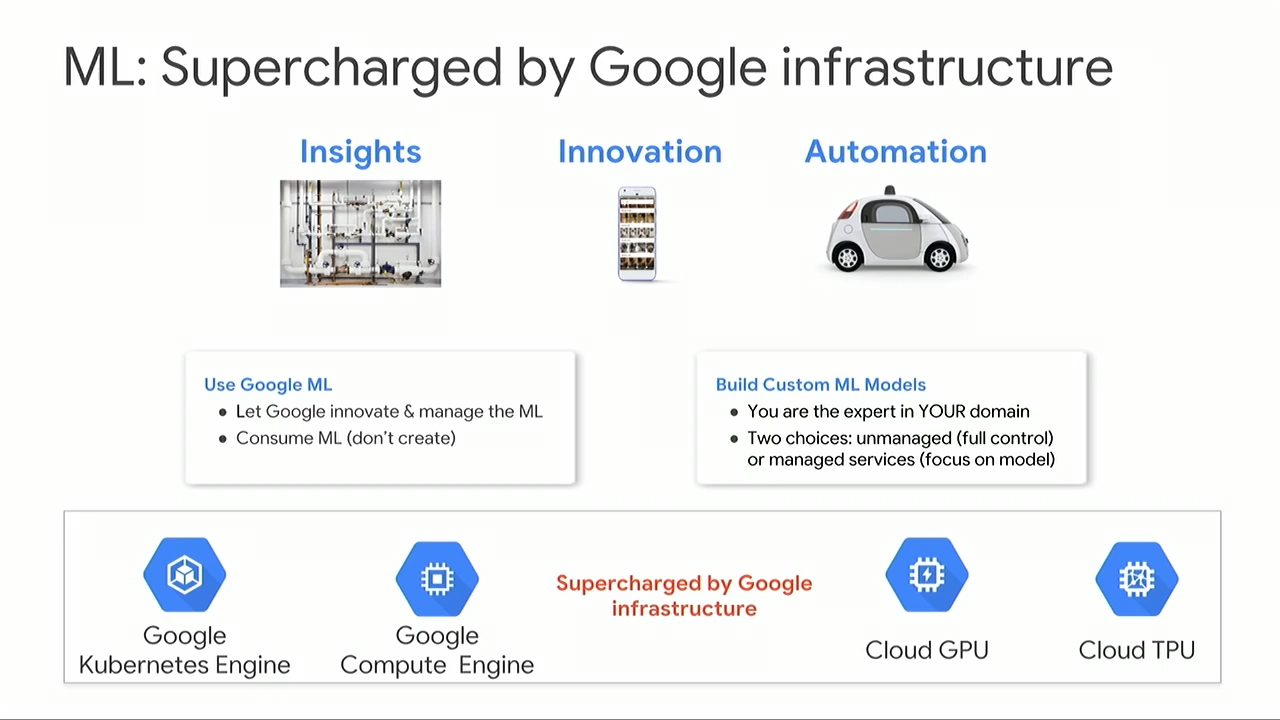 ML: Supercharged by Google infrastructure
Insights
Innovation
Automation
Use Google ML
● Let Google innovate & manage the ML
● Consume ML (don't create)
Build Custom ML Models
● You are the expert in YOUR domain
● Two choices: unmanaged (full control)
or managed services (focus on model)
Google
Kubernetes Engine
Google
Compute Engine
Supercharged by Google
infrastructure
Cloud GPU
Cloud TPU